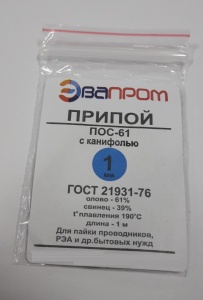 Эвапром
ПРИПОЙ
ПОС-61
с канифолью
1
мм
ГОСТ 21931-76
олово - 61%
свинец - 39%
t° плавления 190°С
длина - 1 м
Для пайки проводников,
РЭА и др.бытовых нужд